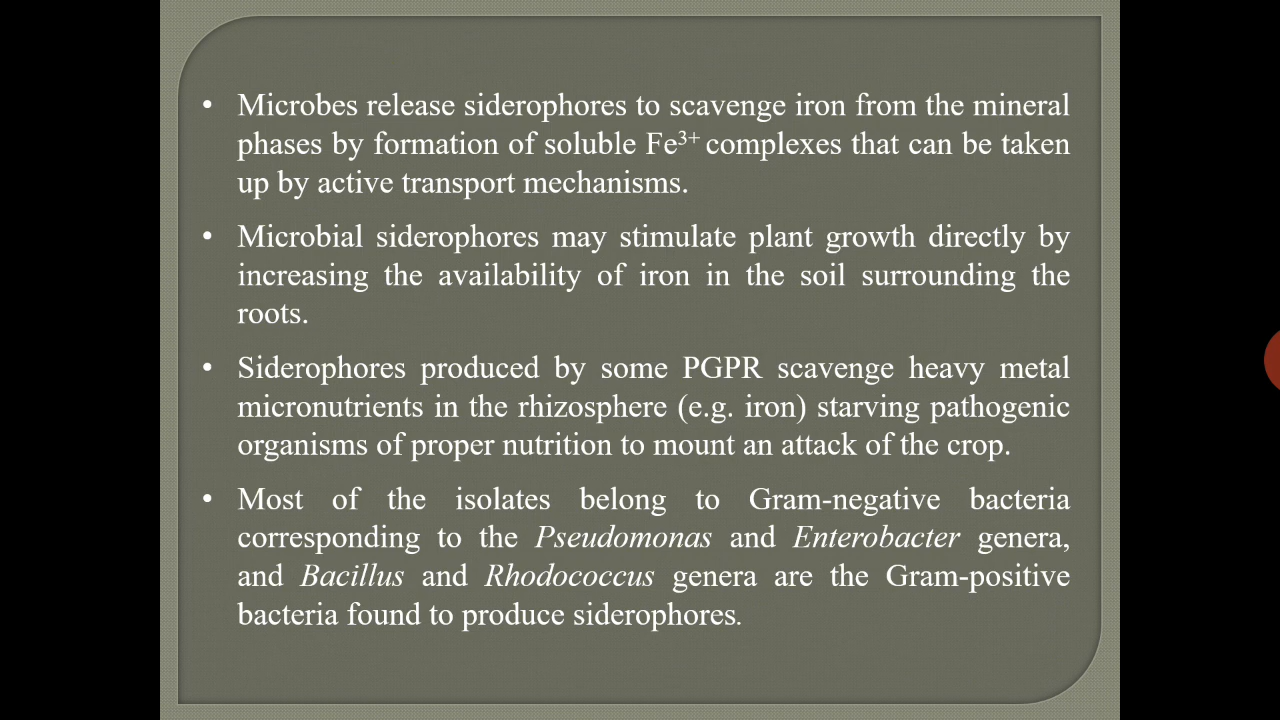 • Microbes release siderophores to scavenge iron from the mineral
phases by formation of soluble Fe³⁺ complexes that can be taken
up by active transport mechanisms.
• Microbial siderophores may stimulate plant growth directly by
increasing the availability of iron in the soil surrounding the
roots.
• Siderophores produced by some PGPR scavenge heavy metal
micronutrients in the rhizosphere (e.g. iron) starving pathogenic
organisms of proper nutrition to mount an attack of the crop.
• Most of the isolates belong to Gram-negative bacteria
corresponding to the Pseudomonas and Enterobacter genera,
and Bacillus and Rhodococcus genera are the Gram-positive
bacteria found to produce siderophores.